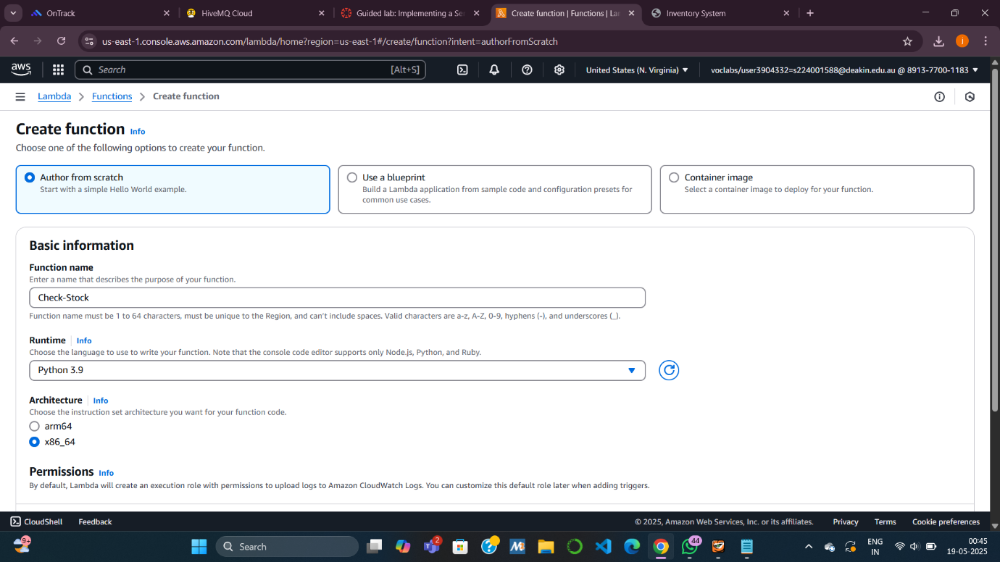 OnTrack
HiveMQ Cloud
Guided lab: Implementing a Se
Create function | Functions | La
Inventory System
us-east-1.console.aws.amazon.com/lambda/home?region=us-east-1#/create/function?intent=authorFromScratch
j
aws
Search
[Alt+S]
United States (N. Virginia)
voclabs/user3904332=s224001588@deakin.edu.au @ 8913-7700-1183
Lambda
Functions
Create function
Create function Info
Choose one of the following options to create your function.
Author from scratch
Start with a simple Hello World example.
Use a blueprint
Build a Lambda application from sample code and configuration presets for
common use cases.
Container image
Select a container image to deploy for your function.
Basic information
Function name
Enter a name that describes the purpose of your function.
Check-Stock
Function name must be 1 to 64 characters, must be unique to the Region, and can't include spaces. Valid characters are a-z, A-Z, 0-9, hyphens (-), and underscores (_).
Runtime Info
Choose the language to use to write your function. Note that the console code editor supports only Node.js, Python, and Ruby.
Python 3.9
Architecture Info
Choose the instruction set architecture you want for your function code.
arm64
x86_64
Permissions Info
By default, Lambda will create an execution role with permissions to upload logs to Amazon CloudWatch Logs. You can customize this default role later when adding triggers.
CloudShell
Feedback
© 2025, Amazon Web Services, Inc. or its affiliates.
Privacy
Terms
Cookie preferences
9+
Search
2
44
ENG
IN
00:45
19-05-2025